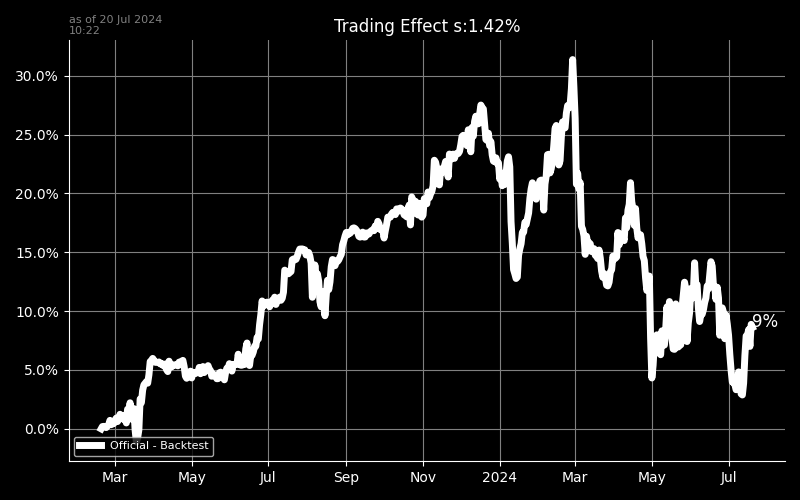 as of 20 Jul 2024
10:22
Trading Effect s:1.42%
30.0%
25.0%
20.0%
15.0%
10.0%
5.0%
0.0%
9%
Official - Backtest
Mar May Jul Sep Nov 2024 Mar May Jul